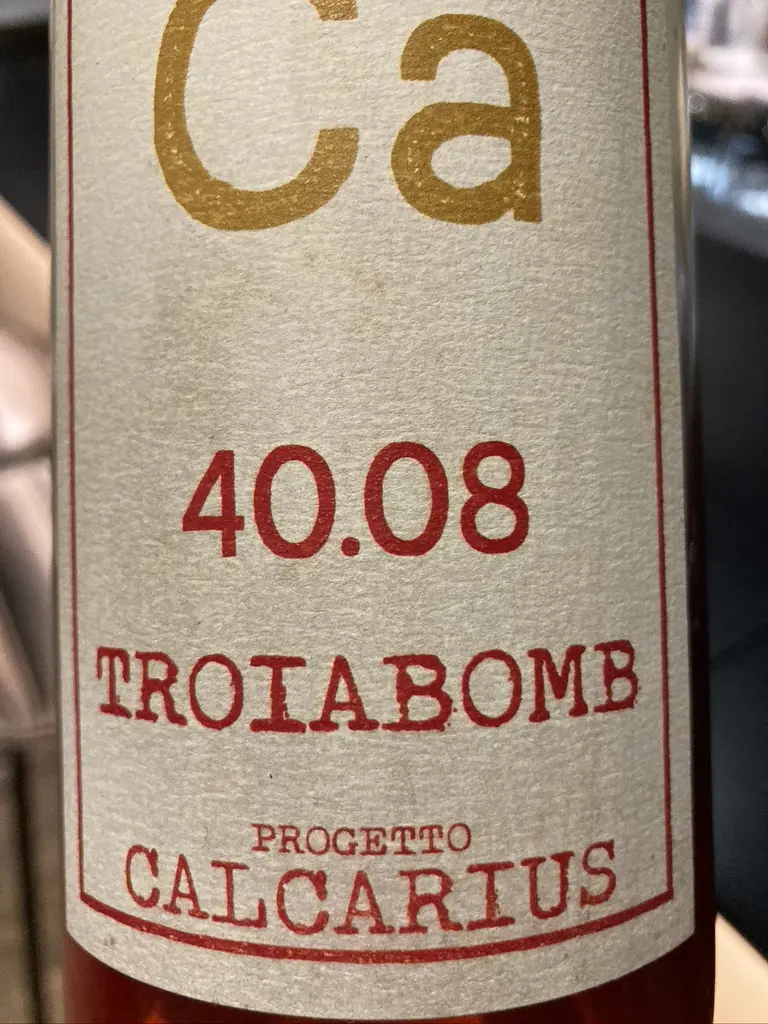 Ca
40.08
TROIABOMB
PROGETTO
CALCARIUS